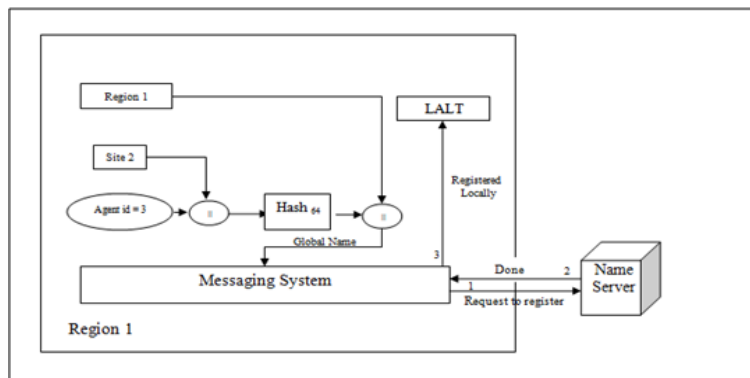 Region 1
LALT
Site 2
Registered
Locally
Agent id = 3
||
Hash 64
||
Global Name
3
Messaging System
Done
2
Name
Server
1
Request to register
Region 1